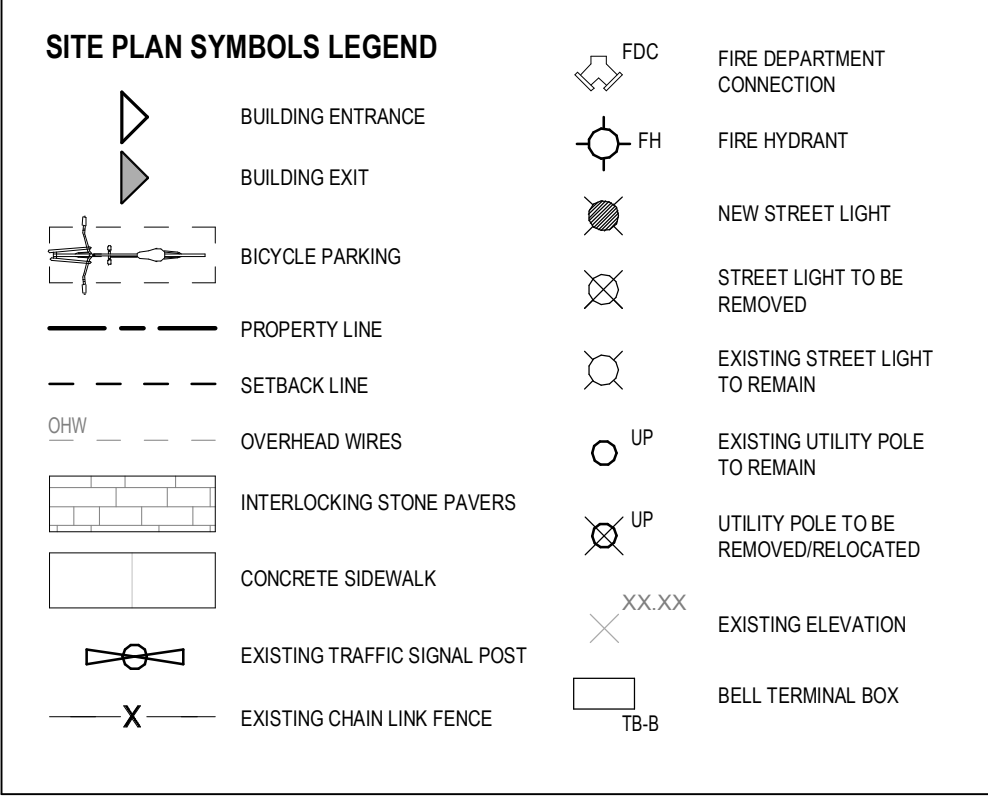 SITE PLAN SYMBOLS LEGEND
BUILDING ENTRANCE
BUILDING EXIT
BICYCLE PARKING
PROPERTY LINE
SETBACK LINE
OHW
OVERHEAD WIRES
INTERLOCKING STONE PAVERS
CONCRETE SIDEWALK
EXISTING TRAFFIC SIGNAL POST
X
EXISTING CHAIN LINK FENCE
FDC
FIRE DEPARTMENT
CONNECTION
FH
FIRE HYDRANT
NEW STREET LIGHT
STREET LIGHT TO BE
REMOVED
EXISTING STREET LIGHT
TO REMAIN
UP
EXISTING UTILITY POLE
TO REMAIN
UP
UTILITY POLE TO BE
REMOVED/RELOCATED
XX.XX
EXISTING ELEVATION
BELL TERMINAL BOX
TB-B